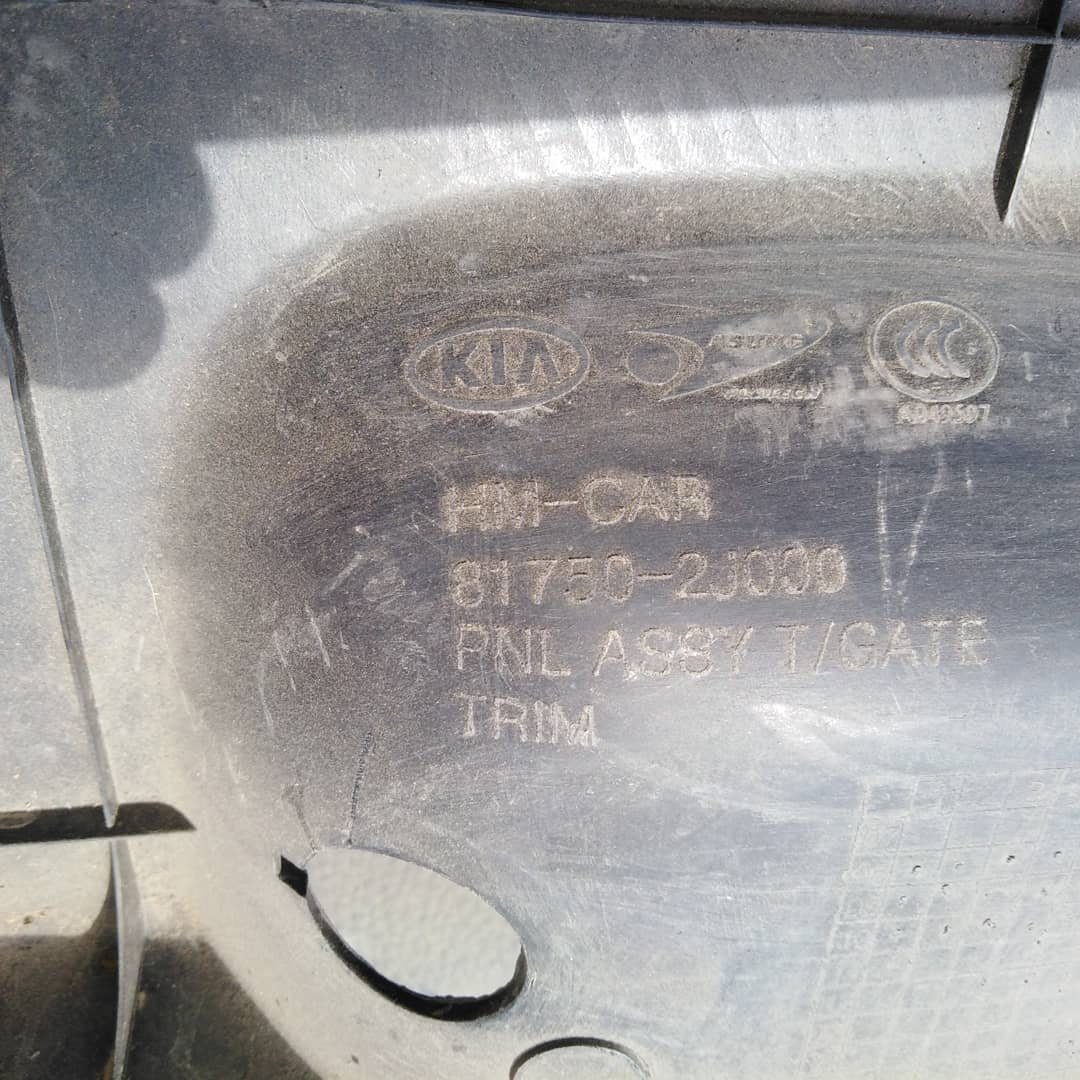 KIA
HM-CAR
81750-2J000
PNL ASSY T/GATE
TRIM